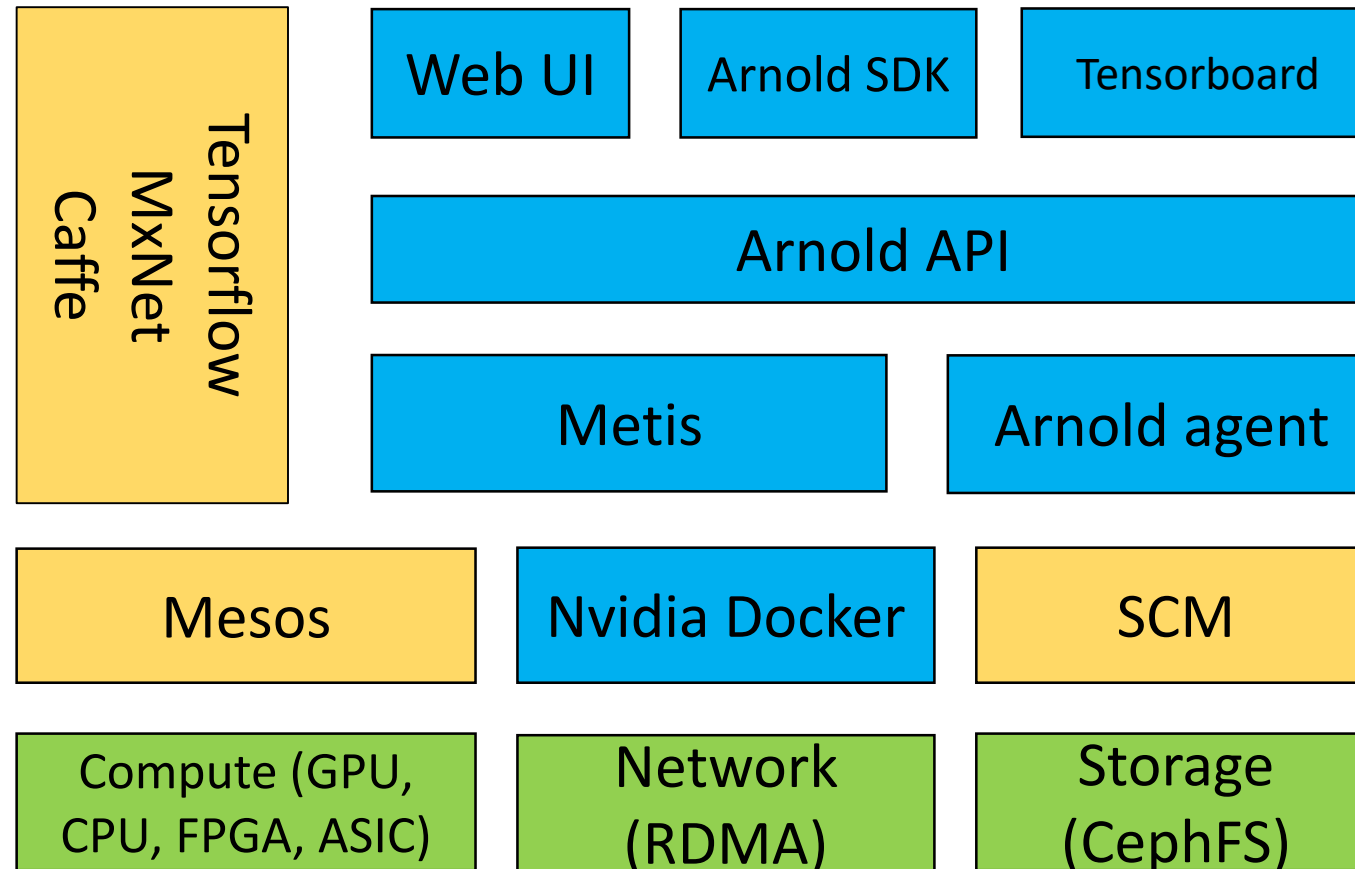 Tensorflow
MxNet
Caffe
Web UI
Arnold SDK
Tensorboard
Arnold API
Metis
Arnold agent
Mesos
Nvidia Docker
SCM
Compute (GPU,
CPU, FPGA, ASIC)
Network
(RDMA)
Storage
(CephFS)